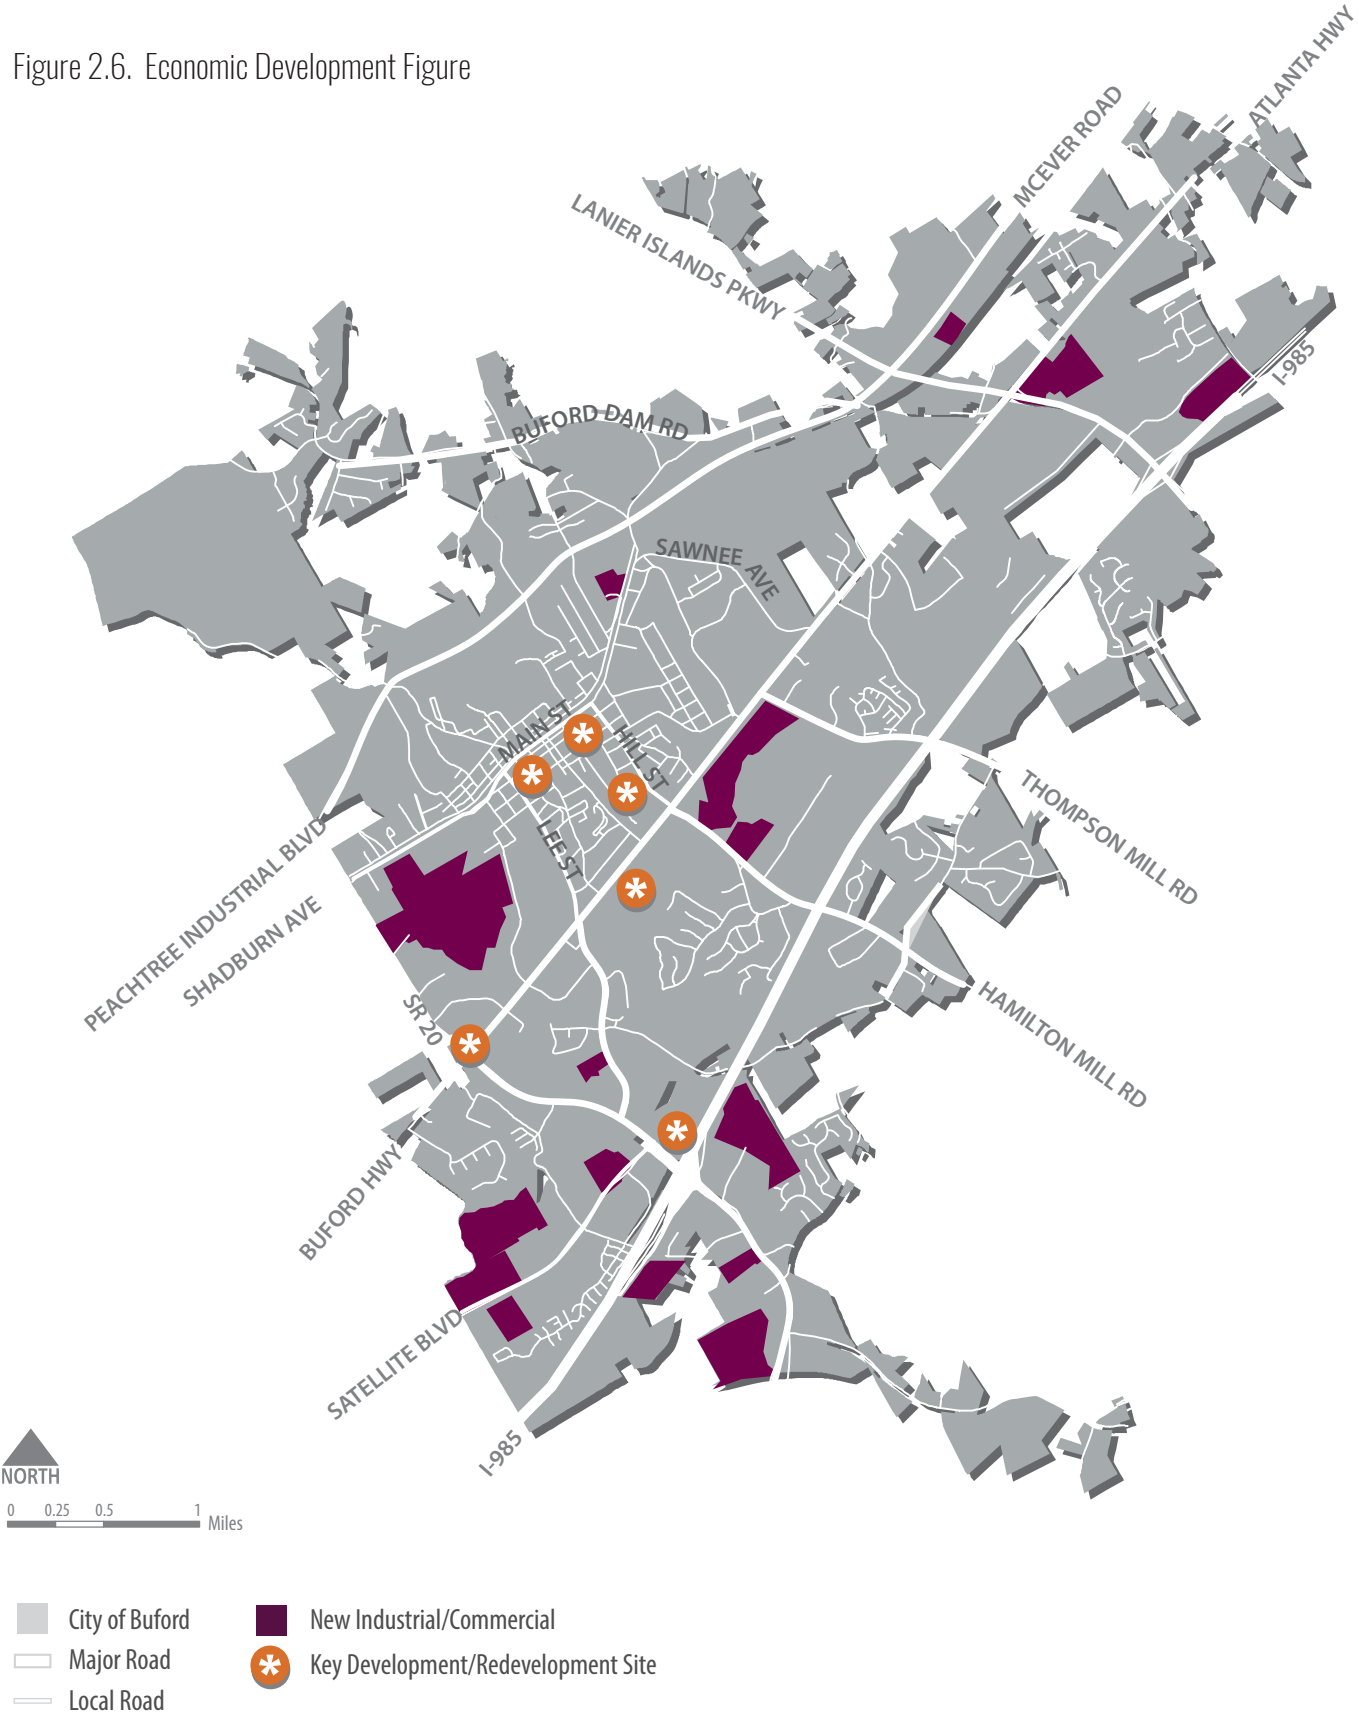 Figure 2.6. Economic Development Figure
ATLANTA HWY
MCEVER ROAD
LANIER ISLANDS PKWY
I-985
BUFORD DAM RD
SAWNEE AVE
MAIN ST
HILL ST
LEE ST
THOMPSON MILL RD
PEACHTREE INDUSTRIAL BLVD
SHADBURN AVE
SR 20
HAMILTON MILL RD
BUFORD HWY
SATELLITE BLVD
I-985
NORTH
0 0.25 0.5 1
Miles
City of Buford
Major Road
Local Road
New Industrial/Commercial
Key Development/Redevelopment Site